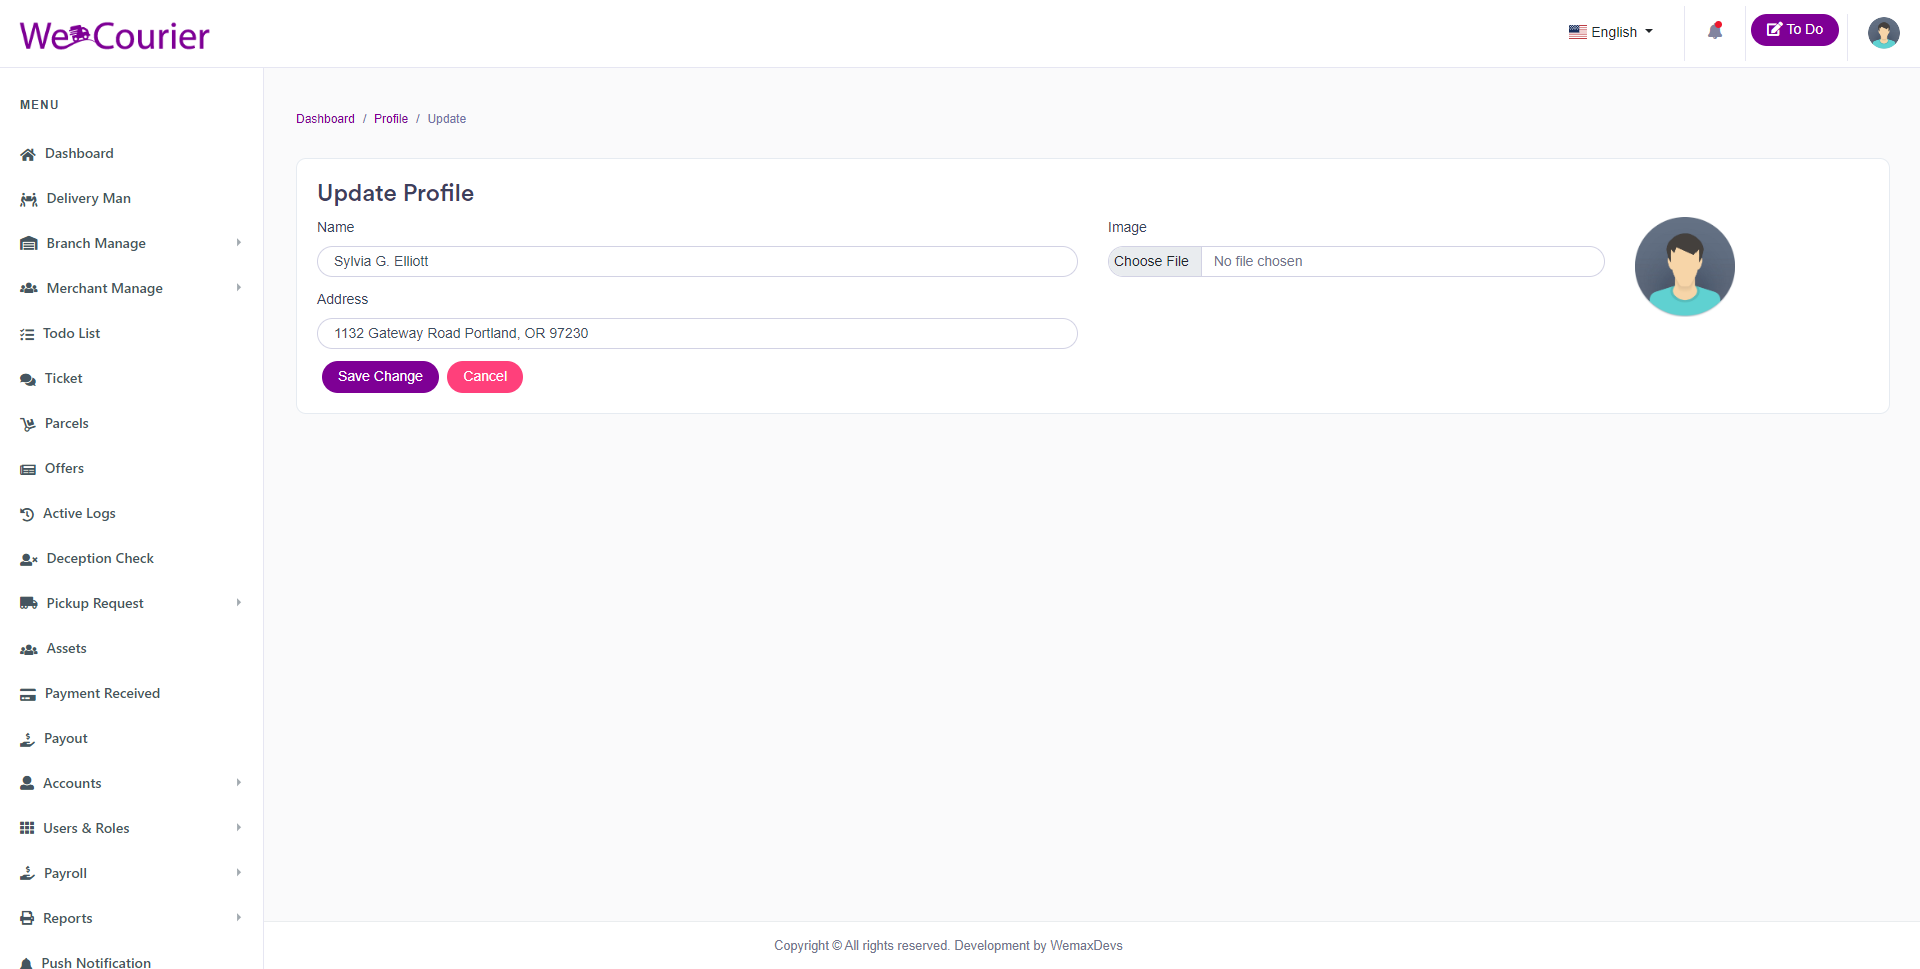 We Courier
English
To Do
MENU
Dashboard
Delivery Man
Branch Manage
Merchant Manage
Todo List
Ticket
Parcels
Offers
Active Logs
Deception Check
Pickup Request
Assets
Payment Received
Payout
Accounts
Users & Roles
Payroll
Reports
Push Notification
Dashboard / Profile / Update
Update Profile
Name
Sylvia G. Elliott
Address
1132 Gateway Road Portland, OR 97230
Save Change Cancel
Image
Choose File No file chosen
Copyright © All rights reserved. Development by WemaxDevs